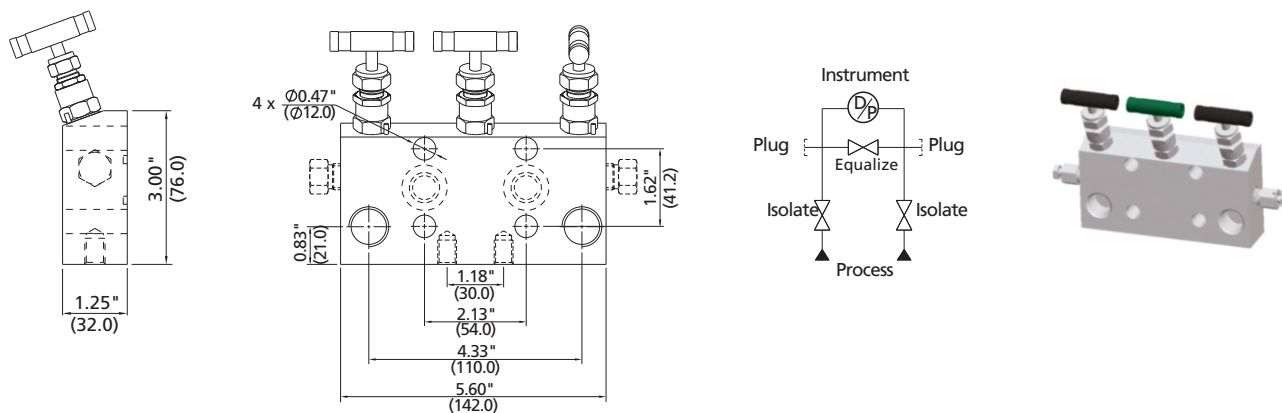 3.00"
(76.0)
1.25"
(32.0)
4 x Ø0.47"
(Ø12.0)
1.62"
(41.2)
0.83"
(21.0)
1.18"
(30.0)
2.13"
(54.0)
4.33"
(110.0)
5.60"
(142.0)
Instrument
D/P
Plug
Plug
Equalize
Isolate
Isolate
Process